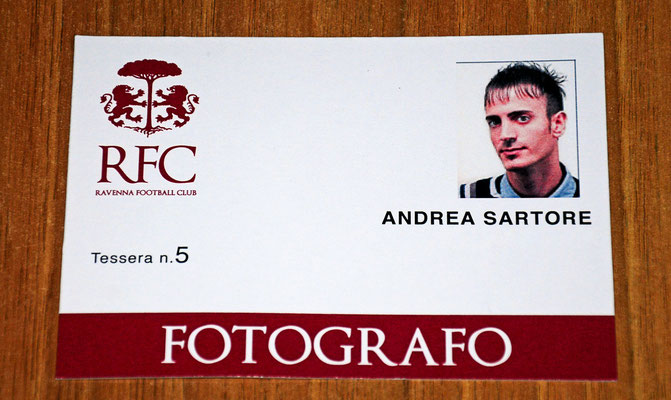 RFC
RAVENNA FOOTBALL CLUB
ANDREA SARTORE
Tessera n.5
FOTOGRAFO